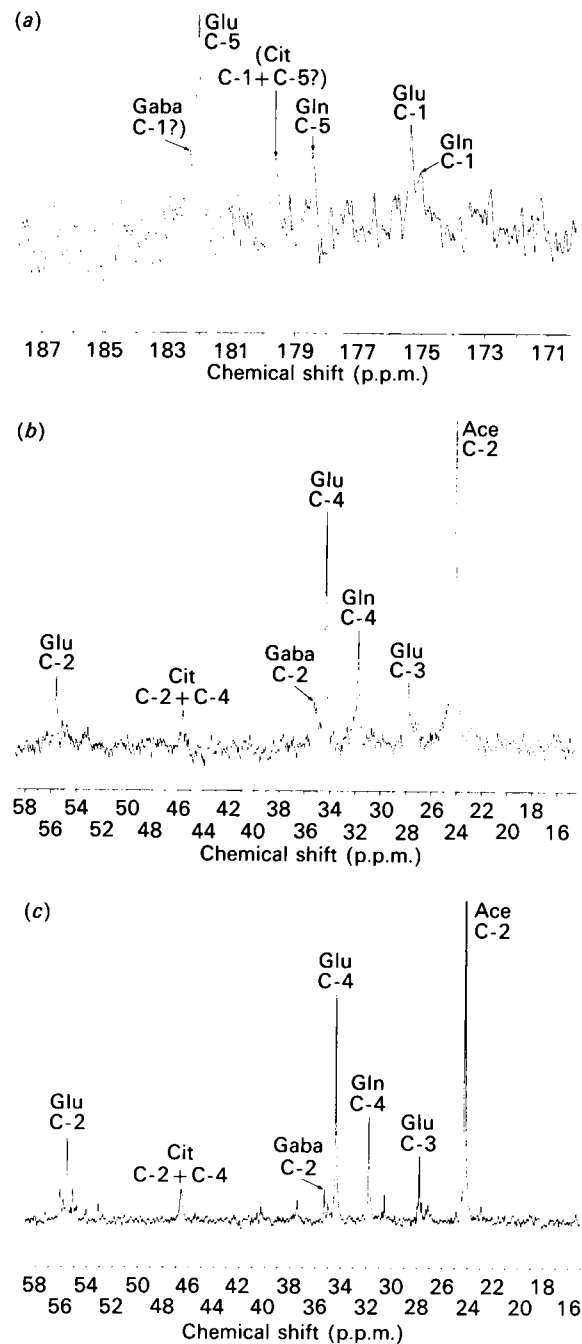 (a)
Glu
C-5
(Cit
C-1+C-5?)
Gaba
C-1?)
Gln
C-5
Glu
C-1
Gln
C-1
187 185 183 181 179 177 175 173 171
Chemical shift (p.p.m.)
(b)
Ace
C-2
Glu
C-4
Gln
C-4
Glu
C-2
Cit
C-2+C-4
Gaba
C-2
Glu
C-3
58 54 50 46 42 38 34 30 26 22 18
56 52 48 44 40 36 32 28 24 20 16
Chemical shift (p.p.m.)
(c)
Ace
C-2
Glu
C-4
Gln
C-4
Glu
C-2
Cit
C-2+C-4
Gaba
C-2
Glu
C-3
58 54 50 46 42 38 34 30 26 22 18
56 52 48 44 40 36 32 28 24 20 16
Chemical shift (p.p.m.)